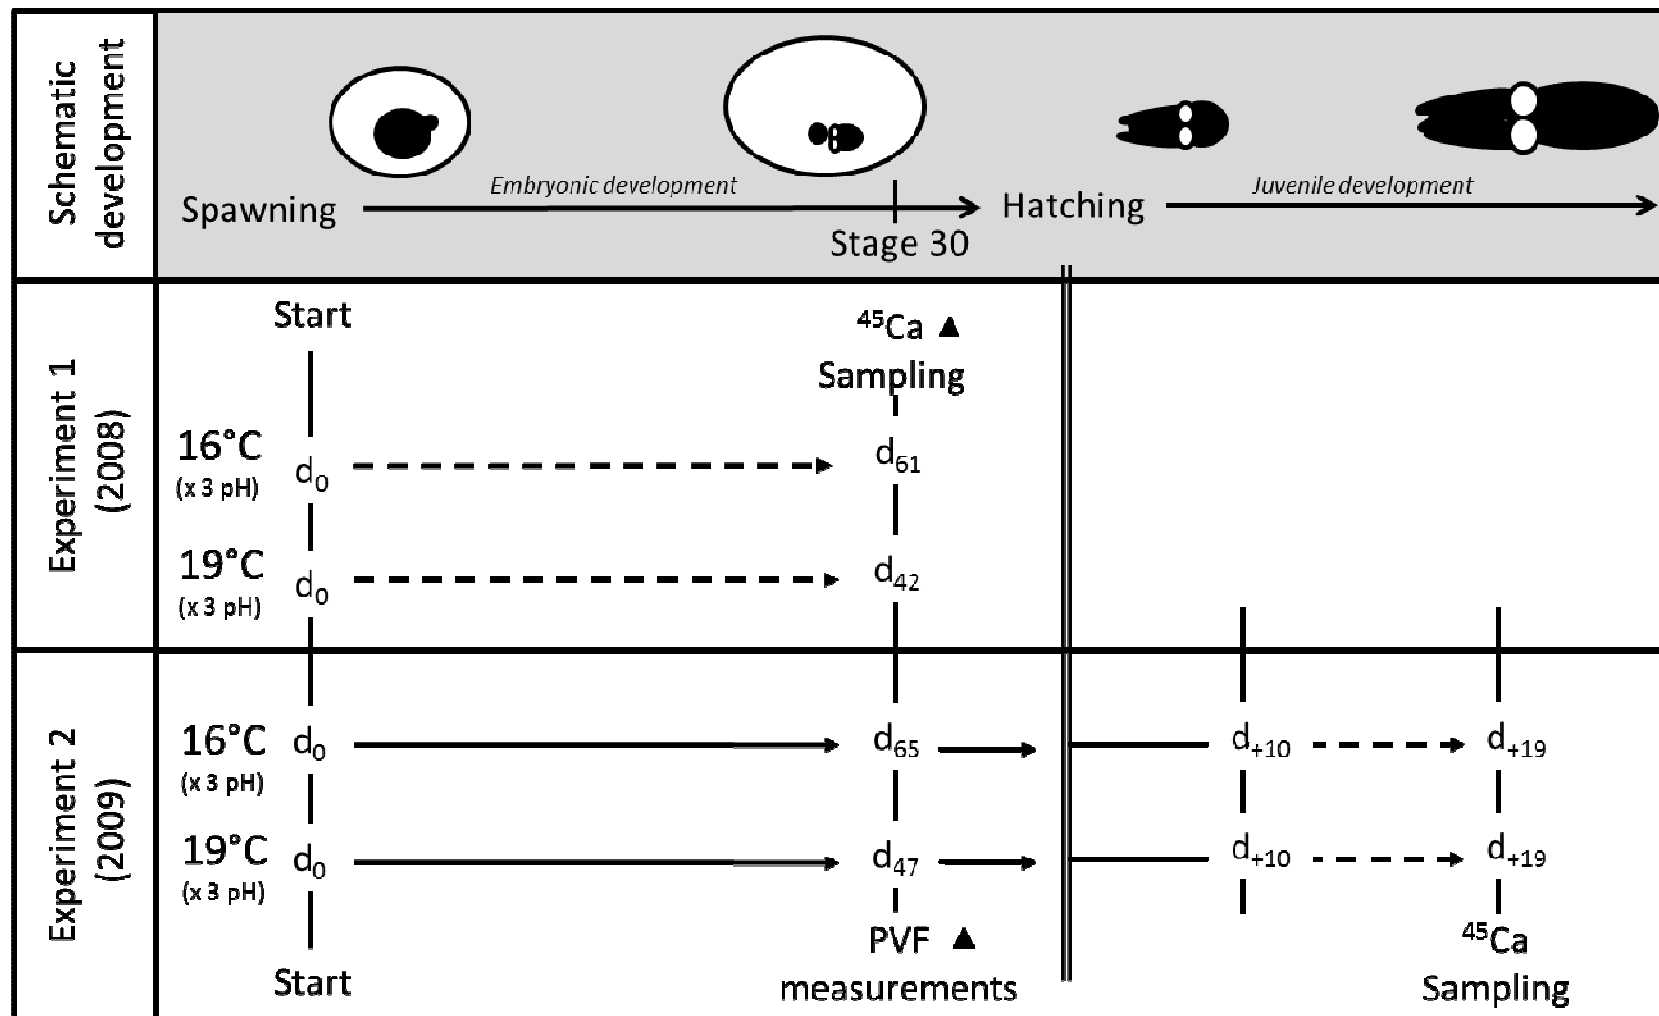 Schematic
development
Embryonic development
Juvenile development
Spawning
Hatching
Stage 30
Experiment 1
(2008)
Start
45Ca ▲
Sampling
16°C
(x 3 pH)
d0
d61
19°C
(x 3 pH)
d0
d42
Experiment 2
(2009)
16°C
(x 3 pH)
d0
d65
d+10
d+19
19°C
(x 3 pH)
d0
d47
d+10
d+19
Start
PVF ▲
measurements
45Ca
Sampling